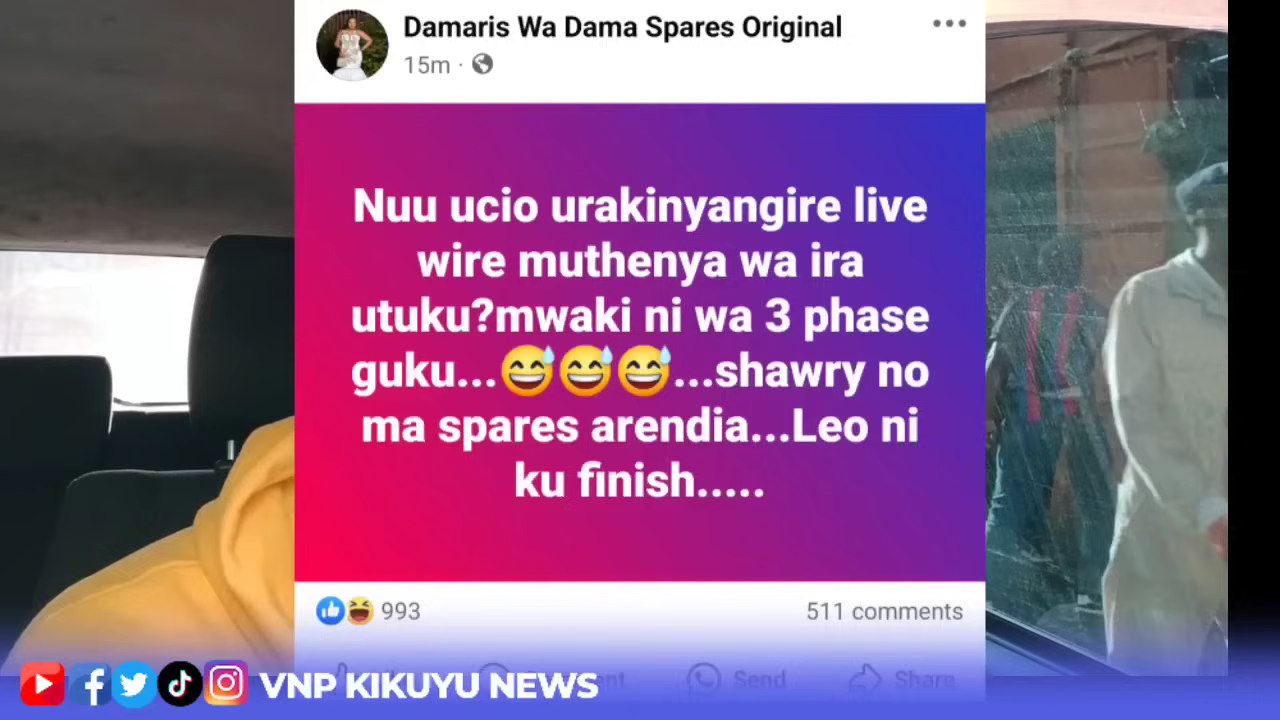 Damaris Wa Dama Spares Original
15m
Nuu ucio urakinyangire live
wire muthenya wa ira
utuku?mwaki ni wa 3 phase
guku...😅😅😅...shawry no
ma spares arendia...Leo ni
ku finish.....
993 511 comments
Send Share
VNP KIKUYU NEWS